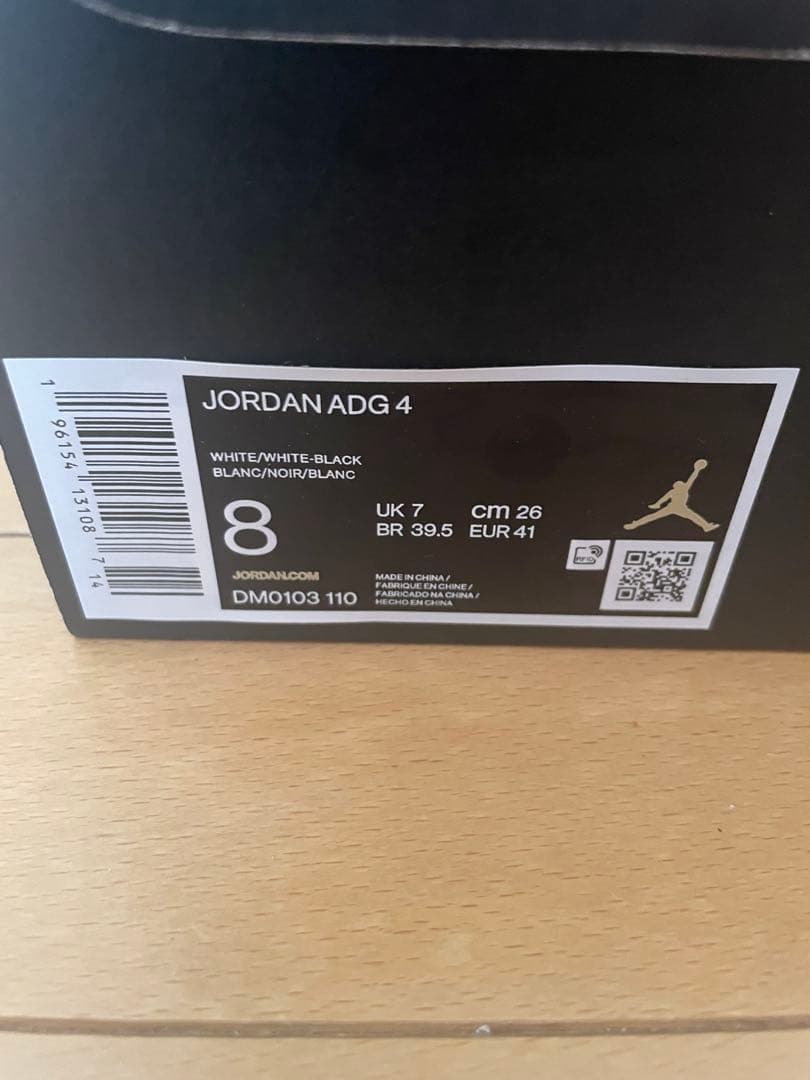 JORDAN ADG 4
WHITE/WHITE-BLACK
BLANC/NOIR/BLANC
8
UK 7 cm 26
BR 39.5 EUR 41
JORDAN.COM
DM0103 110
MADE IN CHINA /
FABRIQUE EN CHINE /
FABRICADO NA CHINA /
HECHO EN CHINA
RFID
1 96154 13108 7 14